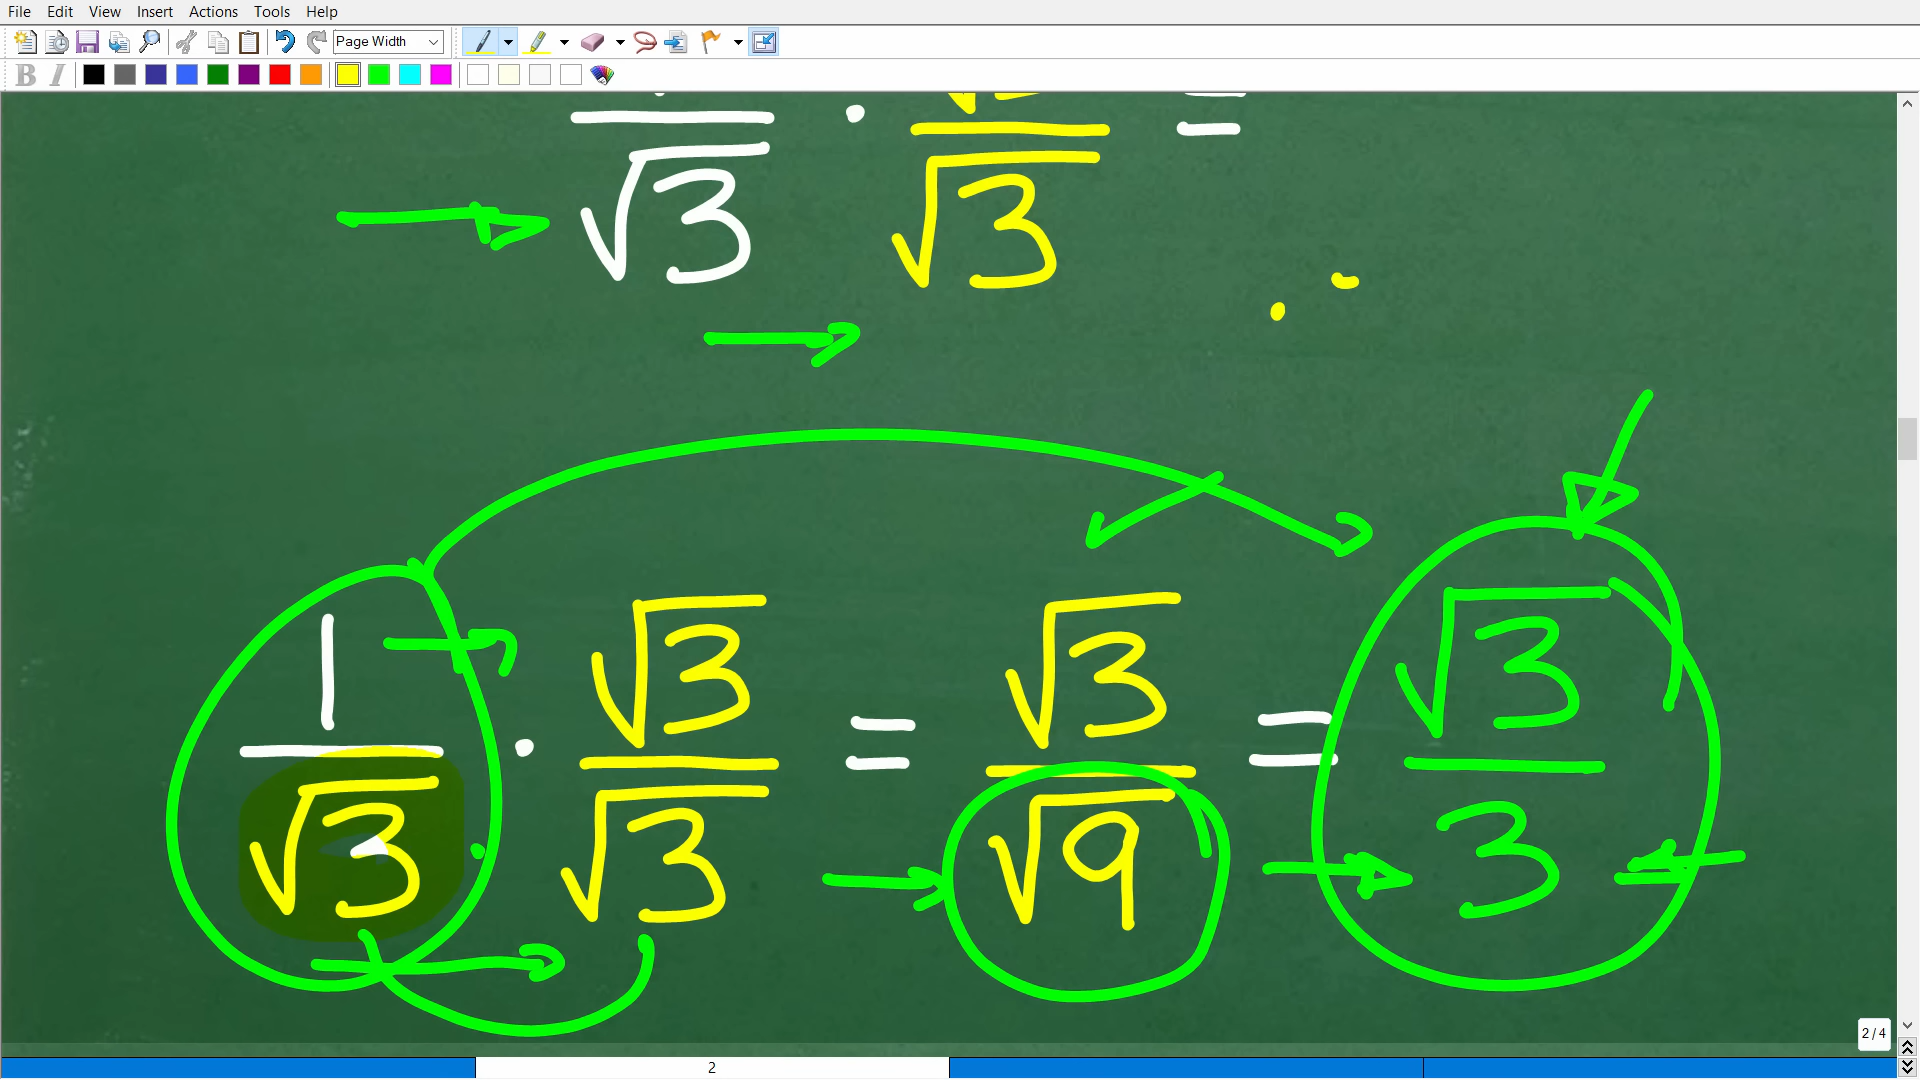 File Edit View Insert Actions Tools Help
Page Width
B I
√3 √3
1/√3 · √3/√3 = √3/√9 = √3/3
2 / 4
2